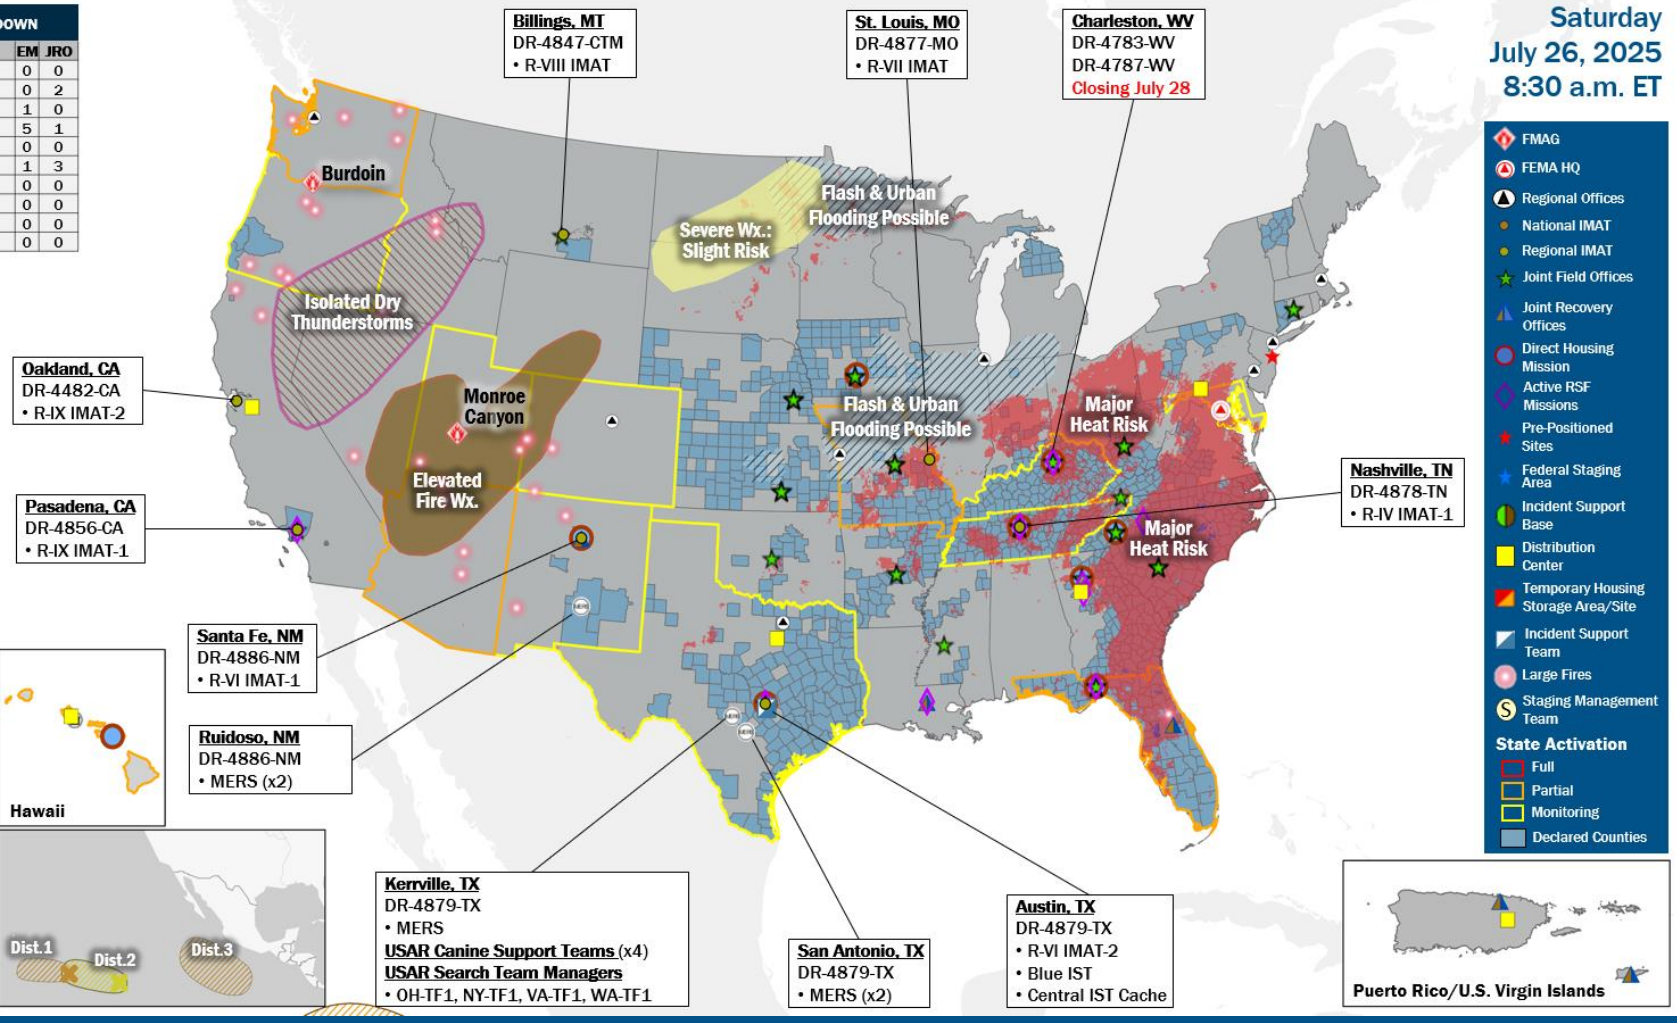 Saturday
July 26, 2025
8:30 a.m. ET
DOWN
EM JRO
0 0
0 2
1 0
5 1
0 0
1 3
0 0
0 0
0 0
0 0
Billings, MT
DR-4847-CTM
• R-VIII IMAT
St. Louis, MO
DR-4877-MO
• R-VII IMAT
Charleston, WV
DR-4783-WV
DR-4787-WV
Closing July 28
Burdoin
Flash & Urban
Flooding Possible
Severe Wx.:
Slight Risk
Isolated Dry
Thunderstorms
Oakland, CA
DR-4482-CA
• R-IX IMAT-2
Monroe
Canyon
Elevated
Fire Wx.
Flash & Urban
Flooding Possible
Major
Heat Risk
Major
Heat Risk
Pasadena, CA
DR-4856-CA
• R-IX IMAT-1
Nashville, TN
DR-4878-TN
• R-IV IMAT-1
Santa Fe, NM
DR-4886-NM
• R-VI IMAT-1
MERS
Ruidoso, NM
DR-4886-NM
• MERS (x2)
MERS
MERS
Hawaii
Dist.1
Dist.2
Dist.3
Kerrville, TX
DR-4879-TX
• MERS
USAR Canine Support Teams (x4)
USAR Search Team Managers
• OH-TF1, NY-TF1, VA-TF1, WA-TF1
San Antonio, TX
DR-4879-TX
• MERS (x2)
Austin, TX
DR-4879-TX
• R-VI IMAT-2
• Blue IST
• Central IST Cache
Puerto Rico/U.S. Virgin Islands
FMAG
FEMA HQ
Regional Offices
National IMAT
Regional IMAT
Joint Field Offices
Joint Recovery
Offices
Direct Housing
Mission
Active RSF
Missions
Pre-Positioned
Sites
Federal Staging
Area
Incident Support
Base
Distribution
Center
Temporary Housing
Storage Area/Site
Incident Support
Team
Large Fires
S
Staging Management
Team
State Activation
Full
Partial
Monitoring
Declared Counties